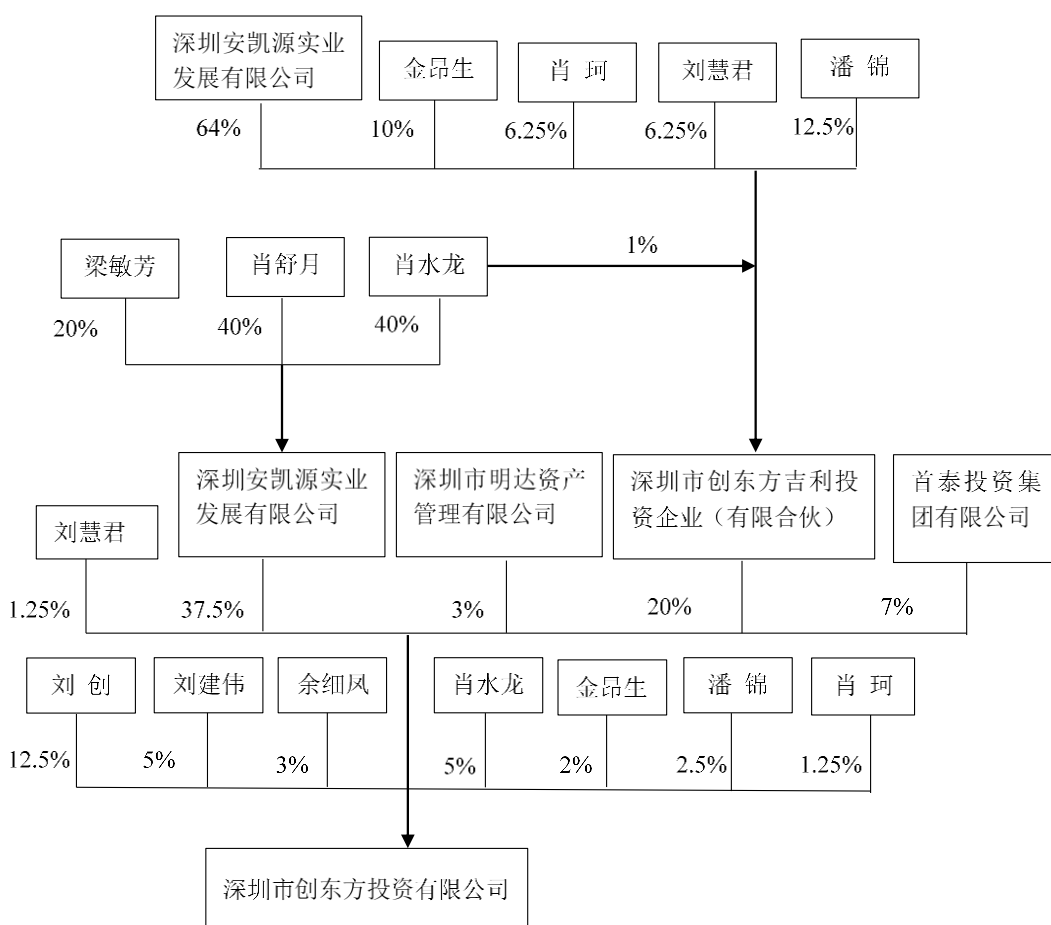 深圳安凯源实业
发展有限公司
金昂生
肖 珂
刘慧君
潘 锦
64%
10%
6.25%
6.25%
12.5%
梁敏芳
肖舒月
肖水龙
1%
20%
40%
40%
深圳安凯源实业
发展有限公司
深圳市明达资产
管理有限公司
深圳市创东方吉利投
资企业（有限合伙）
首泰投资集
团有限公司
刘慧君
1.25%
37.5%
3%
20%
7%
刘 创
刘建伟
余细凤
肖水龙
金昂生
潘 锦
肖 珂
12.5%
5%
3%
5%
2%
2.5%
1.25%
深圳市创东方投资有限公司